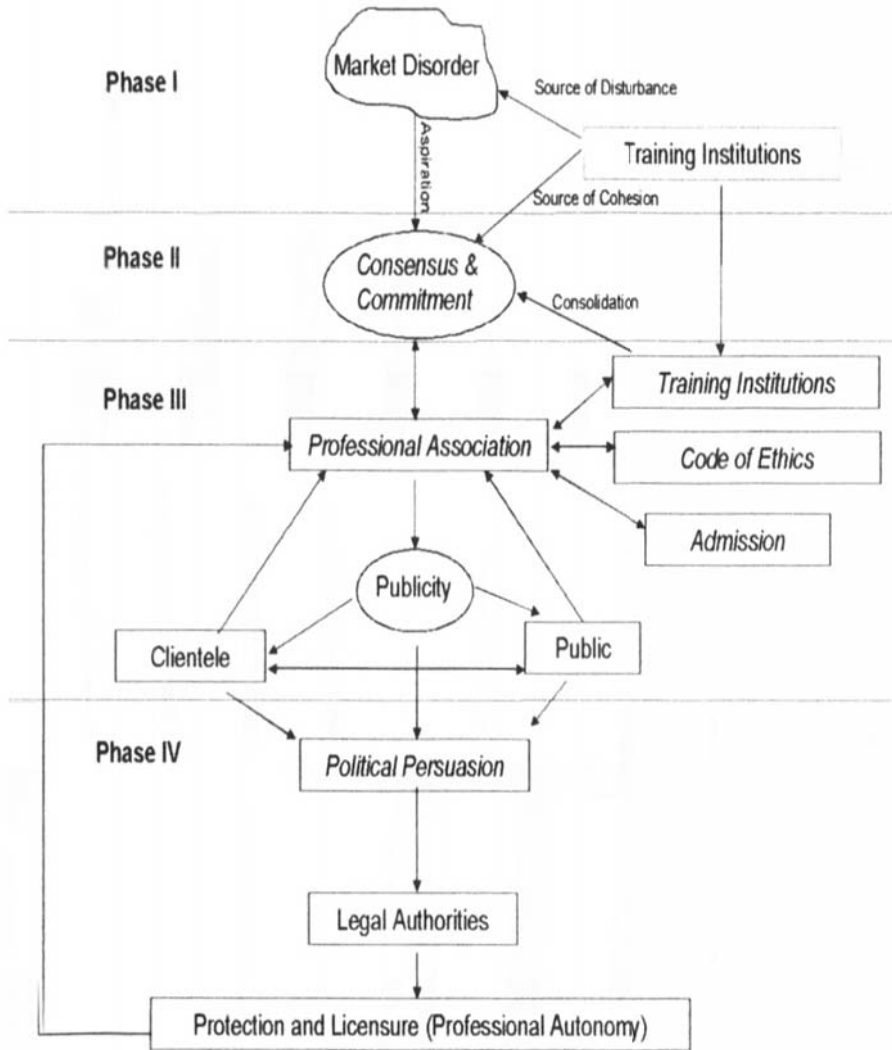 Phase I
Market Disorder
Source of Disturbance
Aspiration
Training Institutions
Source of Cohesion
Phase II
Consensus &
Commitment
Consolidation
Phase III
Training Institutions
Professional Association
Code of Ethics
Admission
Publicity
Clientele
Public
Phase IV
Political Persuasion
Legal Authorities
Protection and Licensure (Professional Autonomy)